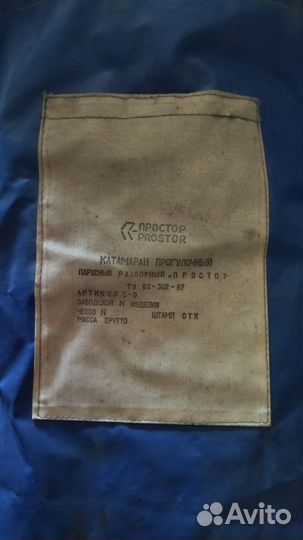 ПРОСТОР
PROSTOR
КАТАМАРАН ПРОГУЛОЧНЫЙ
ПАРУСНЫЙ РАЗБОРНЫЙ „ПРОСТОР
ТУ 92-302-87
АРТИКУЛ С-9
ЗАВОДСКОЙ N ИЗДЕЛИЯ
ЧЕХОЛ N ШТАМП ОТК
МАССА БРУТТО
Avito